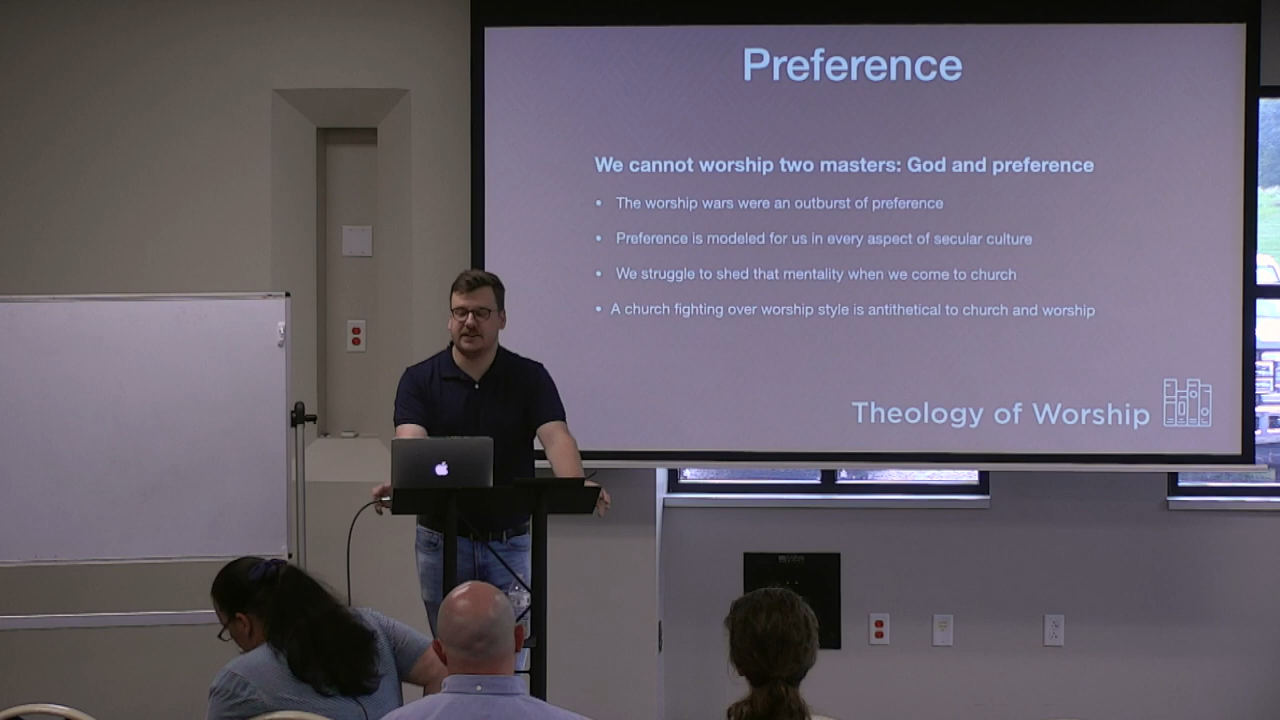 Preference
We cannot worship two masters: God and preference
• The worship wars were an outburst of preference
• Preference is modeled for us in every aspect of secular culture
• We struggle to shed that mentality when we come to church
• A church fighting over worship style is antithetical to church and worship
Theology of Worship